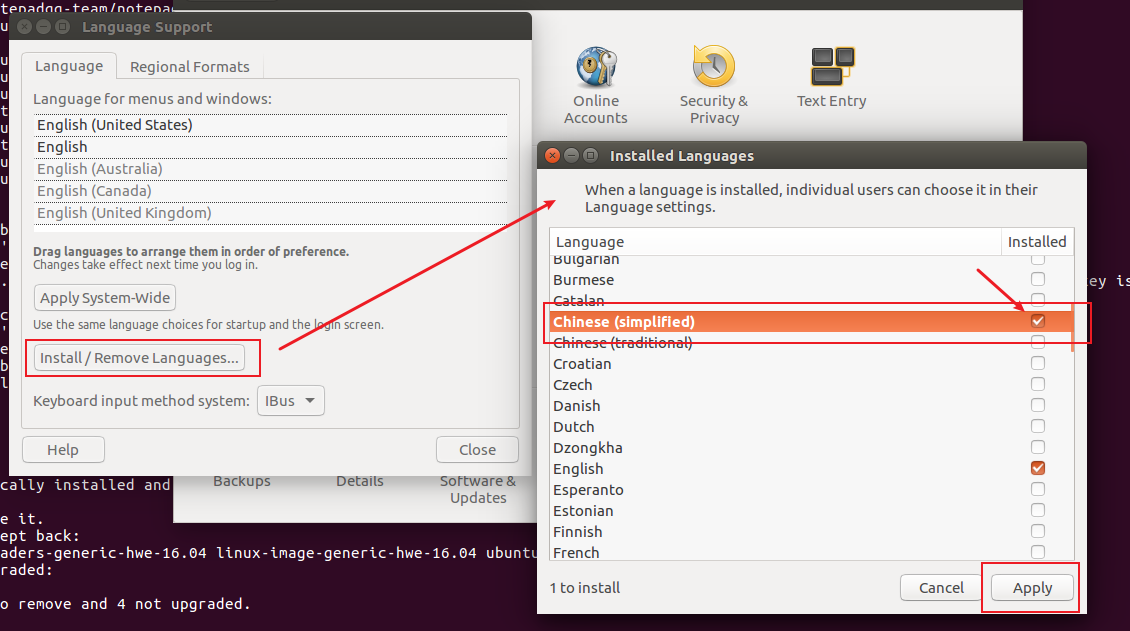 tepadqq-team/notepa
Language Support
Language
Regional Formats
Language for menus and windows:
English (United States)
English
English (Australia)
English (Canada)
English (United Kingdom)
Drag languages to arrange them in order of preference.
Changes take effect next time you log in.
Apply System-Wide
Use the same language choices for startup and the login screen.
Install / Remove Languages...
Keyboard input method system:
IBus
Help
Close
Online
Accounts
Security &
Privacy
Text Entry
Backups
Details
Software &
Updates
Installed Languages
When a language is installed, individual users can choose it in their
Language settings.
Language
Installed
Bulgarian
Burmese
Catalan
Chinese (simplified)
Chinese (traditional)
Croatian
Czech
Danish
Dutch
Dzongkha
English
Esperanto
Estonian
Finnish
French
1 to install
Cancel
Apply
key is
cally installed and
e it.
ept back:
aders-generic-hwe-16.04 linux-image-generic-hwe-16.04 ubuntu
raded:
o remove and 4 not upgraded.